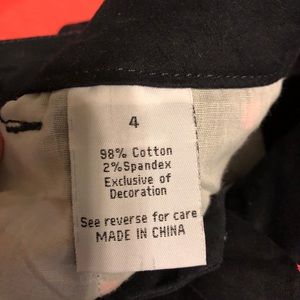 4
98% Cotton
2%Spandex
Exclusive of
Decoration
See reverse for care
MADE IN CHINA